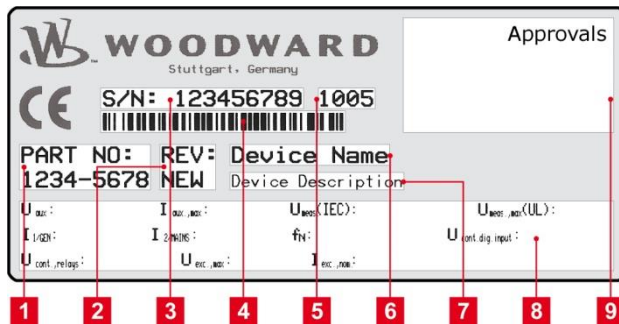 W WOODWARD
Stuttgart, Germany
Approvals
CE S/N: 123456789 1005
PART NO: REV: Device Name
1234-5678 NEW Device Description
U aux: I aux.,max: Umeas(IEC): Umeas.,max(UL):
I 1/GEN: I 2/MAINS: fN: U cont.dig.input:
U cont.,relays: U exc.,max: I exc.,nom:
1 2 3 4 5 6 7 8 9